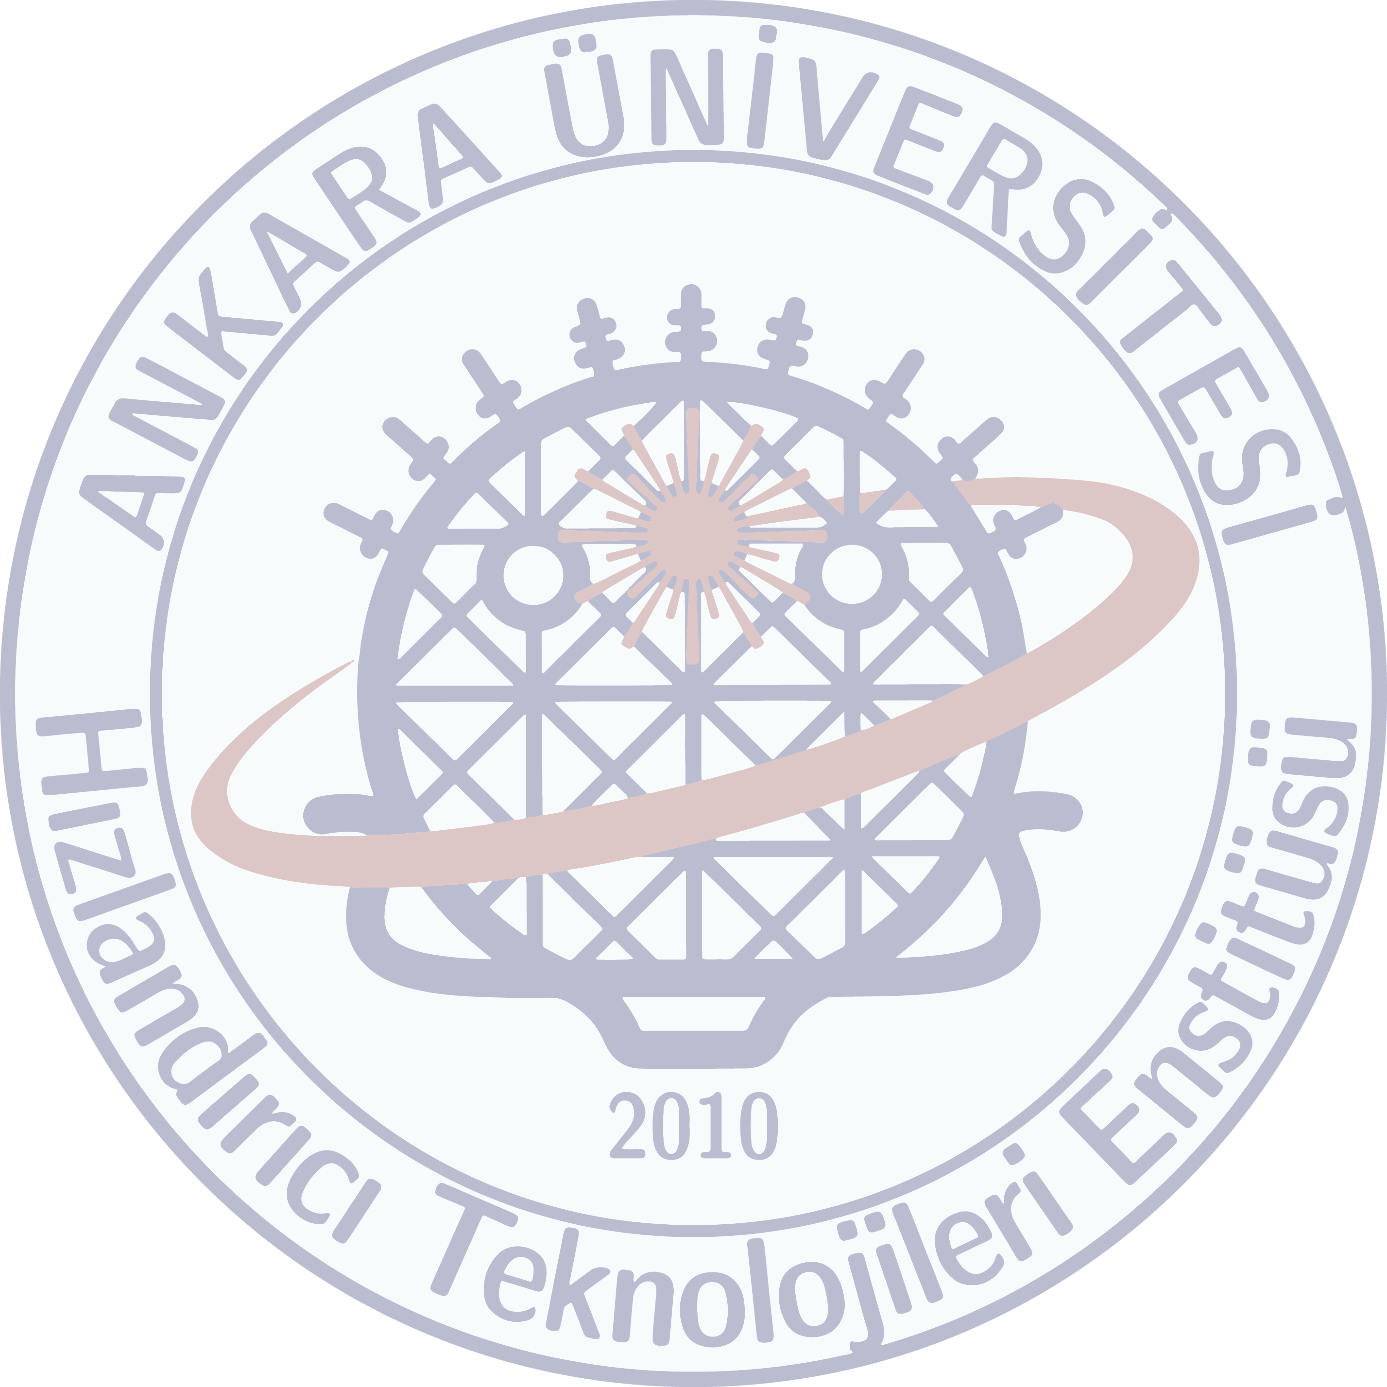 ANKARA ÜNİVERSİTESİ
2010
Hızlandırıcı Teknolojileri Enstitüsü